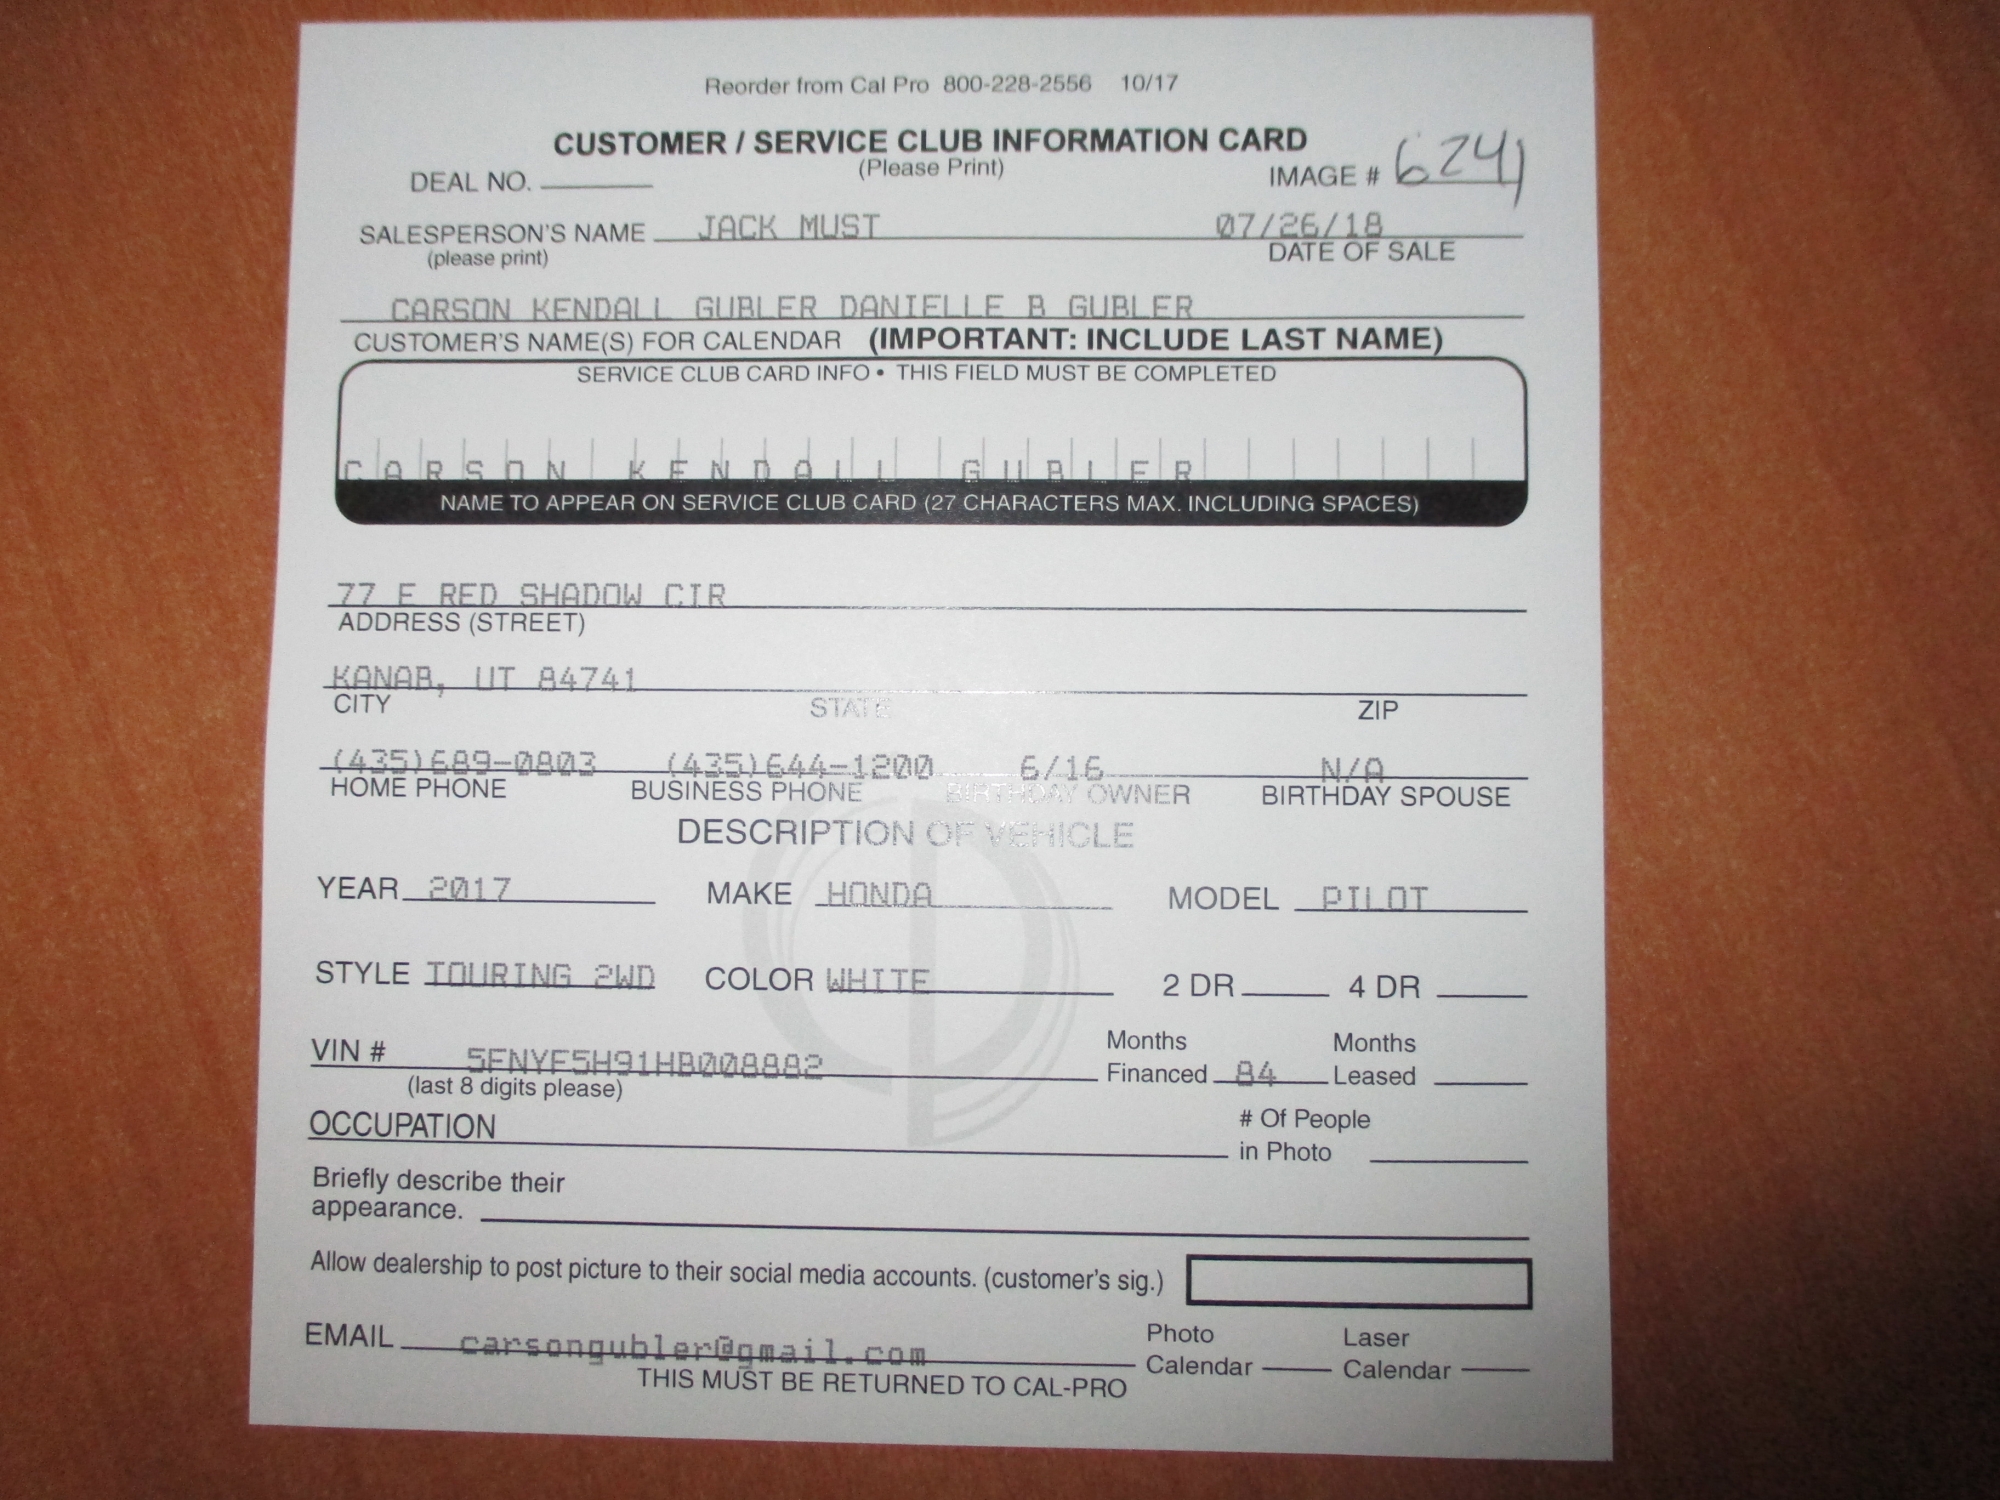 Reorder from Cal Pro 800-228-2556 10/17
CUSTOMER / SERVICE CLUB INFORMATION CARD
(Please Print)
DEAL NO. IMAGE # 6241
SALESPERSON'S NAME JACK MUST 07/26/18
(please print) DATE OF SALE
CARSON KENDALL GUBLER DANIELLE B GUBLER
CUSTOMER'S NAME(S) FOR CALENDAR (IMPORTANT: INCLUDE LAST NAME)
SERVICE CLUB CARD INFO • THIS FIELD MUST BE COMPLETED
CARSON KENDALL GUBLER
NAME TO APPEAR ON SERVICE CLUB CARD (27 CHARACTERS MAX. INCLUDING SPACES)
77 E RED SHADOW CIR
ADDRESS (STREET)
KANAB, UT 84741
CITY STATE ZIP
(435)689-0803 (435)644-1200 6/16 N/A
HOME PHONE BUSINESS PHONE BIRTHDAY OWNER BIRTHDAY SPOUSE
DESCRIPTION OF VEHICLE
YEAR 2017 MAKE HONDA MODEL PILOT
STYLE TOURING 2WD COLOR WHITE 2 DR 4 DR
VIN # 5FNYF5H91HB008882 Months Financed 84 Months Leased
(last 8 digits please)
OCCUPATION # Of People in Photo
Briefly describe their
appearance.
Allow dealership to post picture to their social media accounts. (customer's sig.)
EMAIL carsongubler@gmail.com Photo Calendar Laser Calendar
THIS MUST BE RETURNED TO CAL-PRO